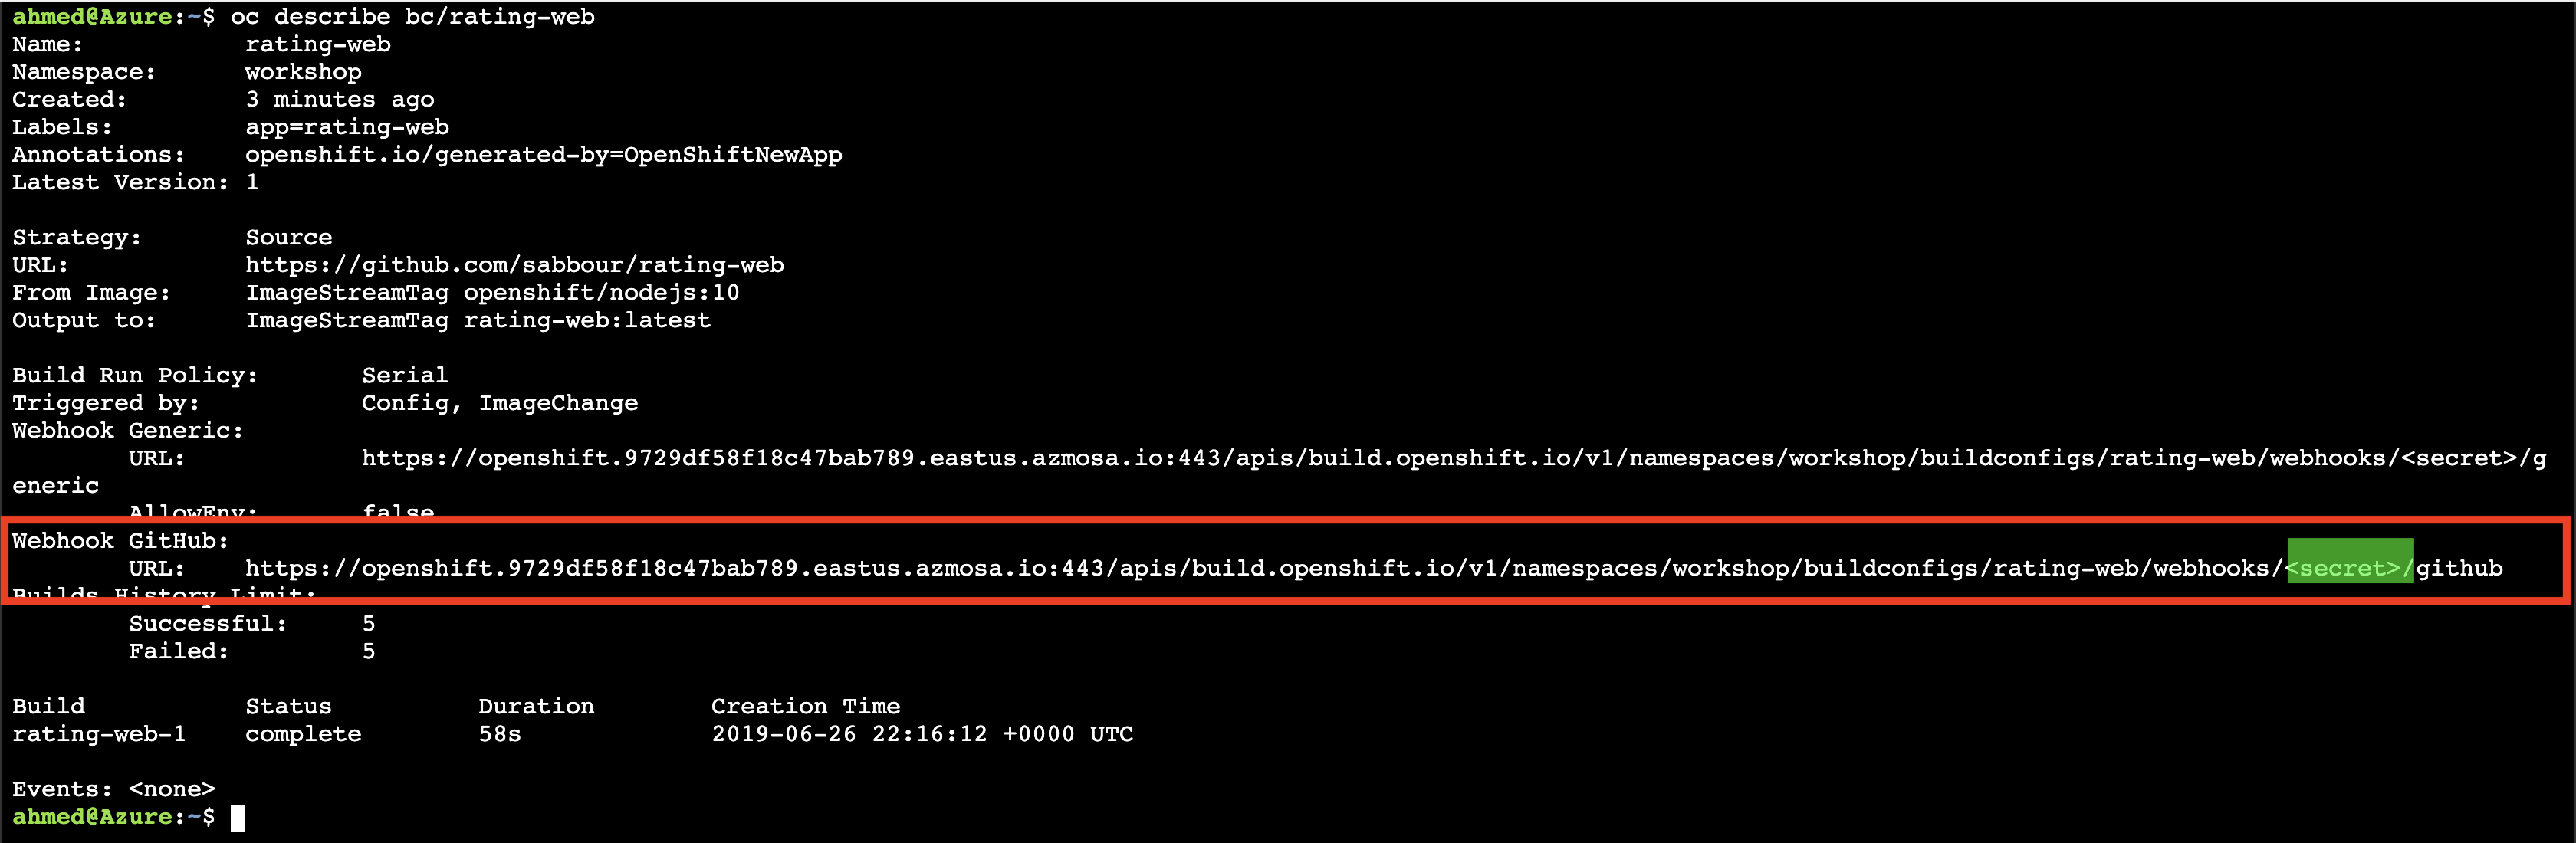 ahmed@Azure:~$ oc describe bc/rating-web
Name: rating-web
Namespace: workshop
Created: 3 minutes ago
Labels: app=rating-web
Annotations: openshift.io/generated-by=OpenShiftNewApp
Latest Version: 1
Strategy: Source
URL: https://github.com/sabbour/rating-web
From Image: ImageStreamTag openshift/nodejs:10
Output to: ImageStreamTag rating-web:latest
Build Run Policy: Serial
Triggered by: Config, ImageChange
Webhook Generic:
URL: https://openshift.9729df58f18c47bab789.eastus.azmosa.io:443/apis/build.openshift.io/v1/namespaces/workshop/buildconfigs/rating-web/webhooks/<secret>/g
eneric
AllowEnv: false
Webhook GitHub:
URL: https://openshift.9729df58f18c47bab789.eastus.azmosa.io:443/apis/build.openshift.io/v1/namespaces/workshop/buildconfigs/rating-web/webhooks/<secret>/github
Builds History Limit:
Successful: 5
Failed: 5
Build Status Duration Creation Time
rating-web-1 complete 58s 2019-06-26 22:16:12 +0000 UTC
Events: <none>
ahmed@Azure:~$